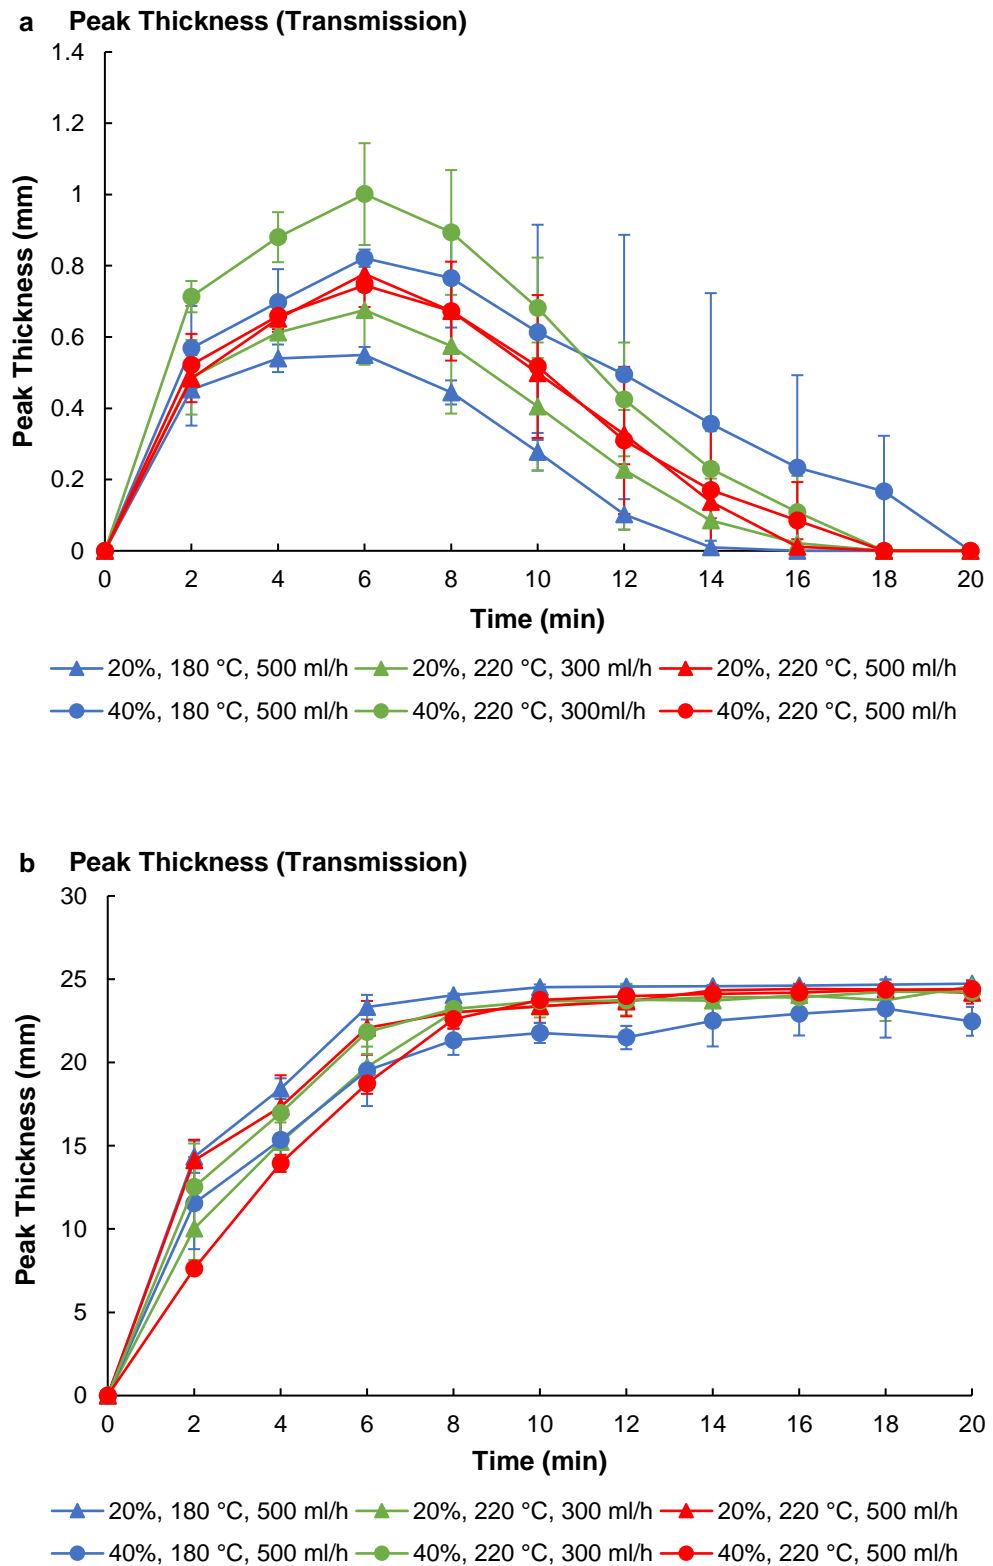 a Peak Thickness (Transmission)
1.4
1.2
1
0.8
0.6
0.4
0.2
0
Peak Thickness (mm)
0 2 4 6 8 10 12 14 16 18 20
Time (min)
20%, 180 °C, 500 ml/h 20%, 220 °C, 300 ml/h 20%, 220 °C, 500 ml/h
40%, 180 °C, 500 ml/h 40%, 220 °C, 300ml/h 40%, 220 °C, 500 ml/h
b Peak Thickness (Transmission)
30
25
20
15
10
5
0
Peak Thickness (mm)
0 2 4 6 8 10 12 14 16 18 20
Time (min)
20%, 180 °C, 500 ml/h 20%, 220 °C, 300 ml/h 20%, 220 °C, 500 ml/h
40%, 180 °C, 500 ml/h 40%, 220 °C, 300 ml/h 40%, 220 °C, 500 ml/h